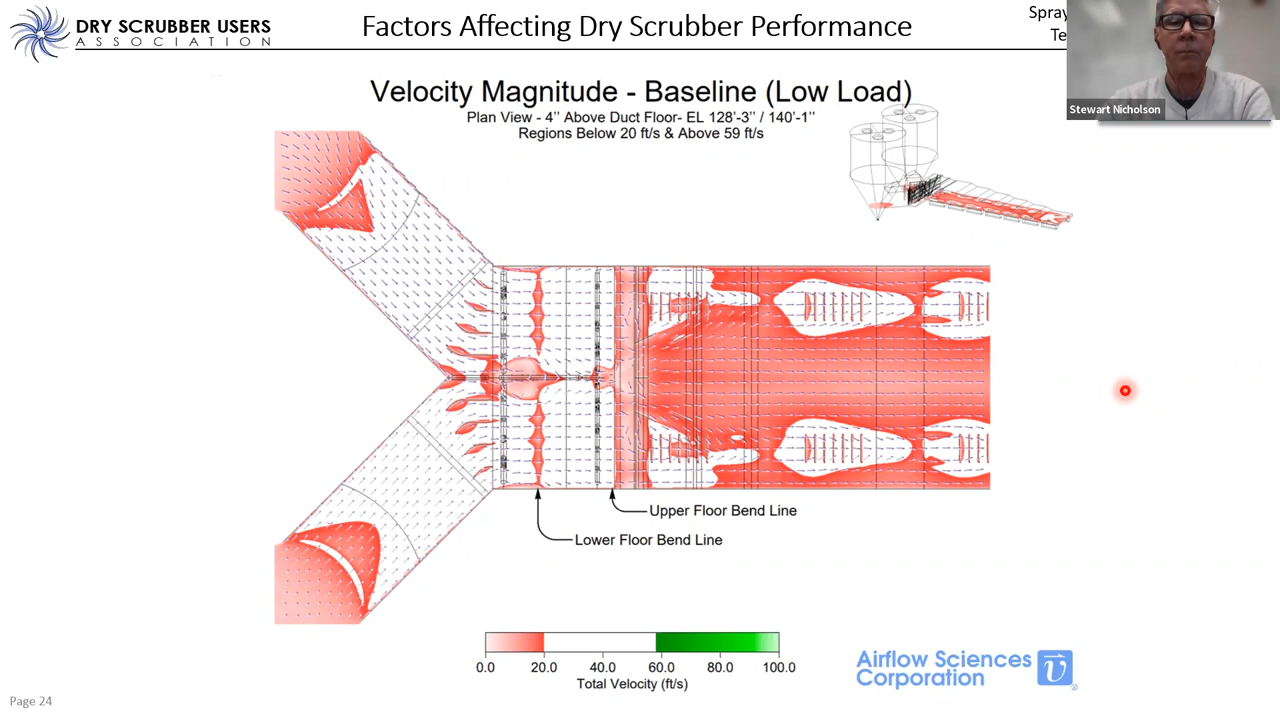 DRY SCRUBBER USERS
ASSOCIATION
Factors Affecting Dry Scrubber Performance
Spray
Te
Stewart Nicholson
Velocity Magnitude - Baseline (Low Load)
Plan View - 4" Above Duct Floor- EL 128'-3" / 140'-1"
Regions Below 20 ft/s & Above 59 ft/s
Upper Floor Bend Line
Lower Floor Bend Line
0.0 20.0 40.0 60.0 80.0 100.0
Total Velocity (ft/s)
Airflow Sciences
Corporation
Page 24